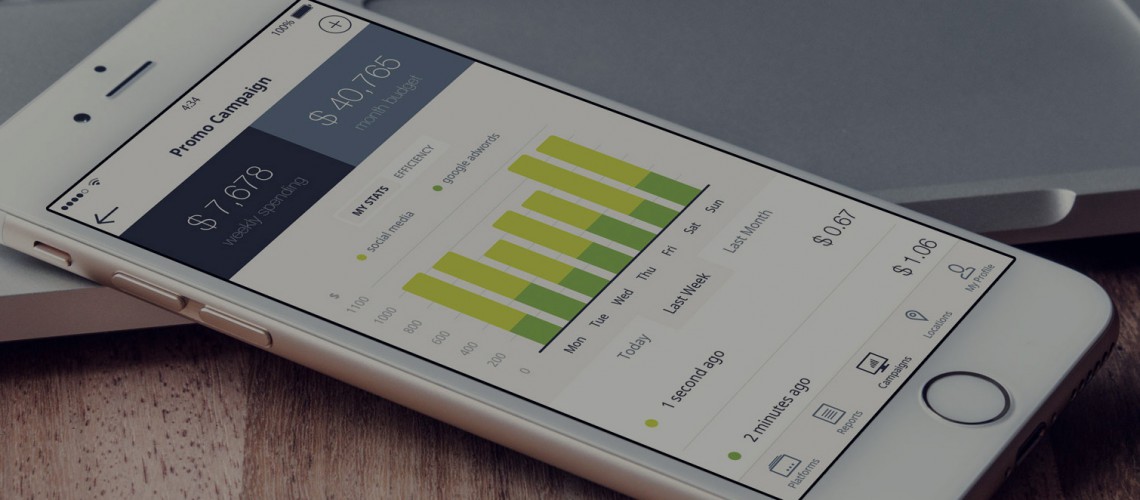 4:34
100%
Promo Campaign
$ 7,678
weekly spending
$ 40,765
month budget
MY STATS
EFFICIENCY
social media
google adwords
$
1100
1000
800
600
400
200
0
Mon
Tue
Wed
Thu
Fri
Sat
Sun
Today
Last Week
Last Month
1 second ago
$ 0.67
2 minutes ago
$ 1.06
Platforms
Reports
Campaigns
Locations
My Profile